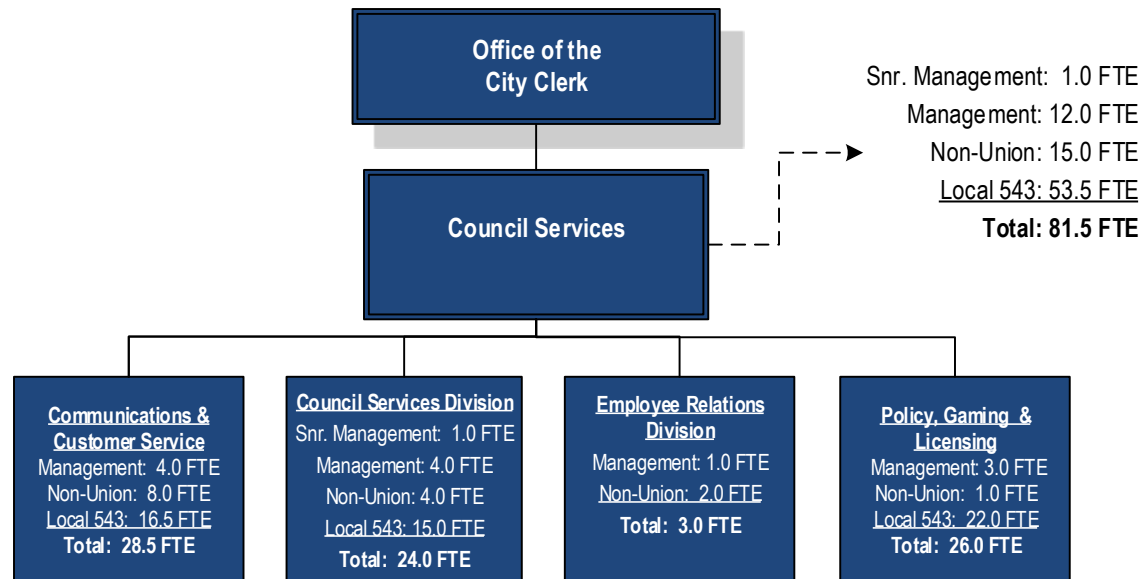 Office of the
City Clerk
Snr. Management: 1.0 FTE
Management: 12.0 FTE
Non-Union: 15.0 FTE
Local 543: 53.5 FTE
Total: 81.5 FTE
Council Services
Communications &
Customer Service
Management: 4.0 FTE
Non-Union: 8.0 FTE
Local 543: 16.5 FTE
Total: 28.5 FTE
Council Services Division
Snr. Management: 1.0 FTE
Management: 4.0 FTE
Non-Union: 4.0 FTE
Local 543: 15.0 FTE
Total: 24.0 FTE
Employee Relations
Division
Management: 1.0 FTE
Non-Union: 2.0 FTE
Total: 3.0 FTE
Policy, Gaming &
Licensing
Management: 3.0 FTE
Non-Union: 1.0 FTE
Local 543: 22.0 FTE
Total: 26.0 FTE